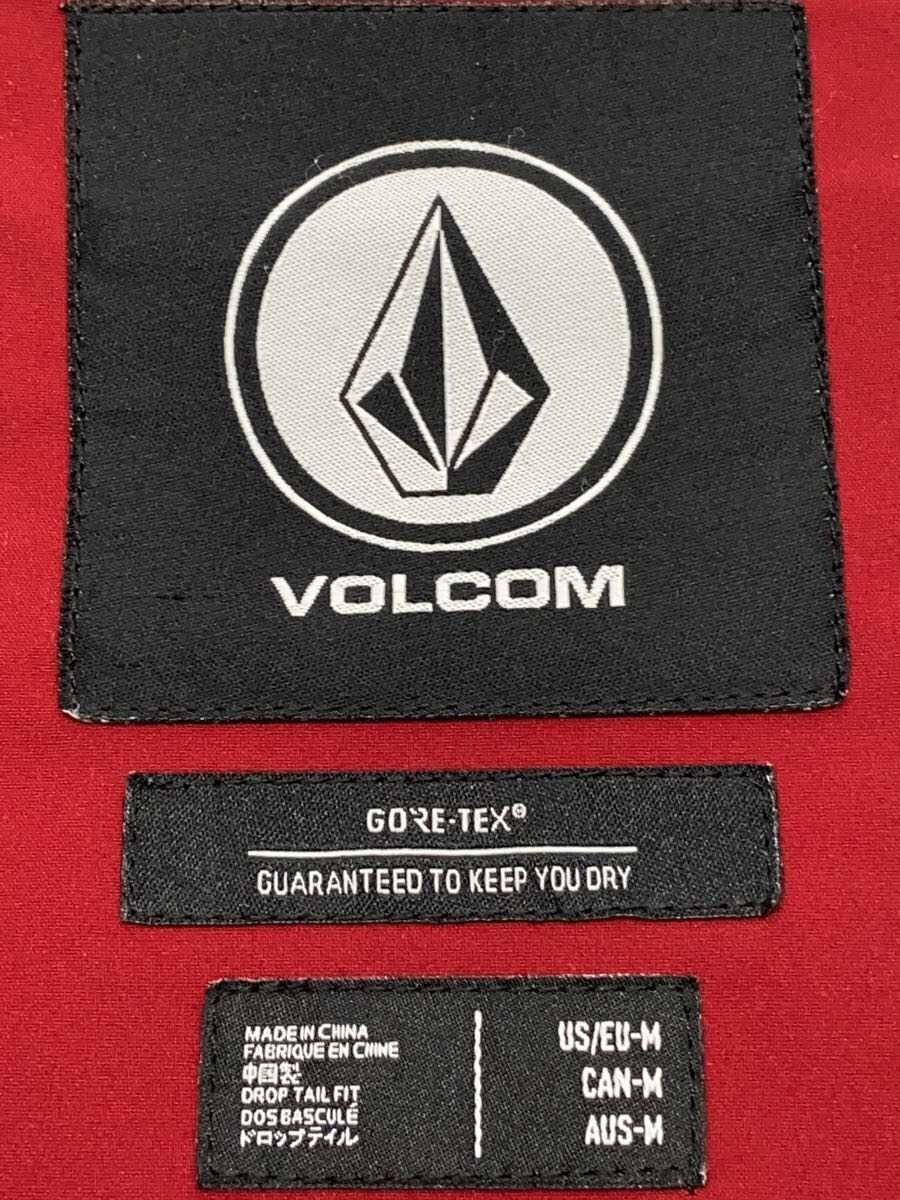 VOLCOM
GORE-TEX®
GUARANTEED TO KEEP YOU DRY
MADE IN CHINA
FABRIQUE EN CHINE
中国製
DROP TAIL FIT
DOS BASCULÉ
ドロップテイル
US/EU-M
CAN-M
AUS-M